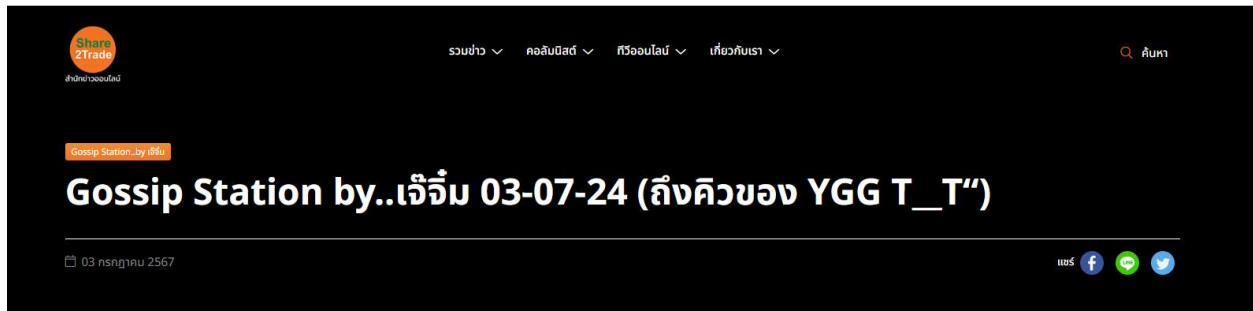 Share
2Trade
สำนักข่าวออนไลน์
รวมข่าว คอลัมนิสต์ ทีวีออนไลน์ เกี่ยวกับเรา ค้นหา
Gossip Station..by เจ๊จิ๋ม
Gossip Station by..เจ๊จิ๋ม 03-07-24 (ถึงคิวของ YGG T__T“)
03 กรกฎาคม 2567 แชร์ f LINE